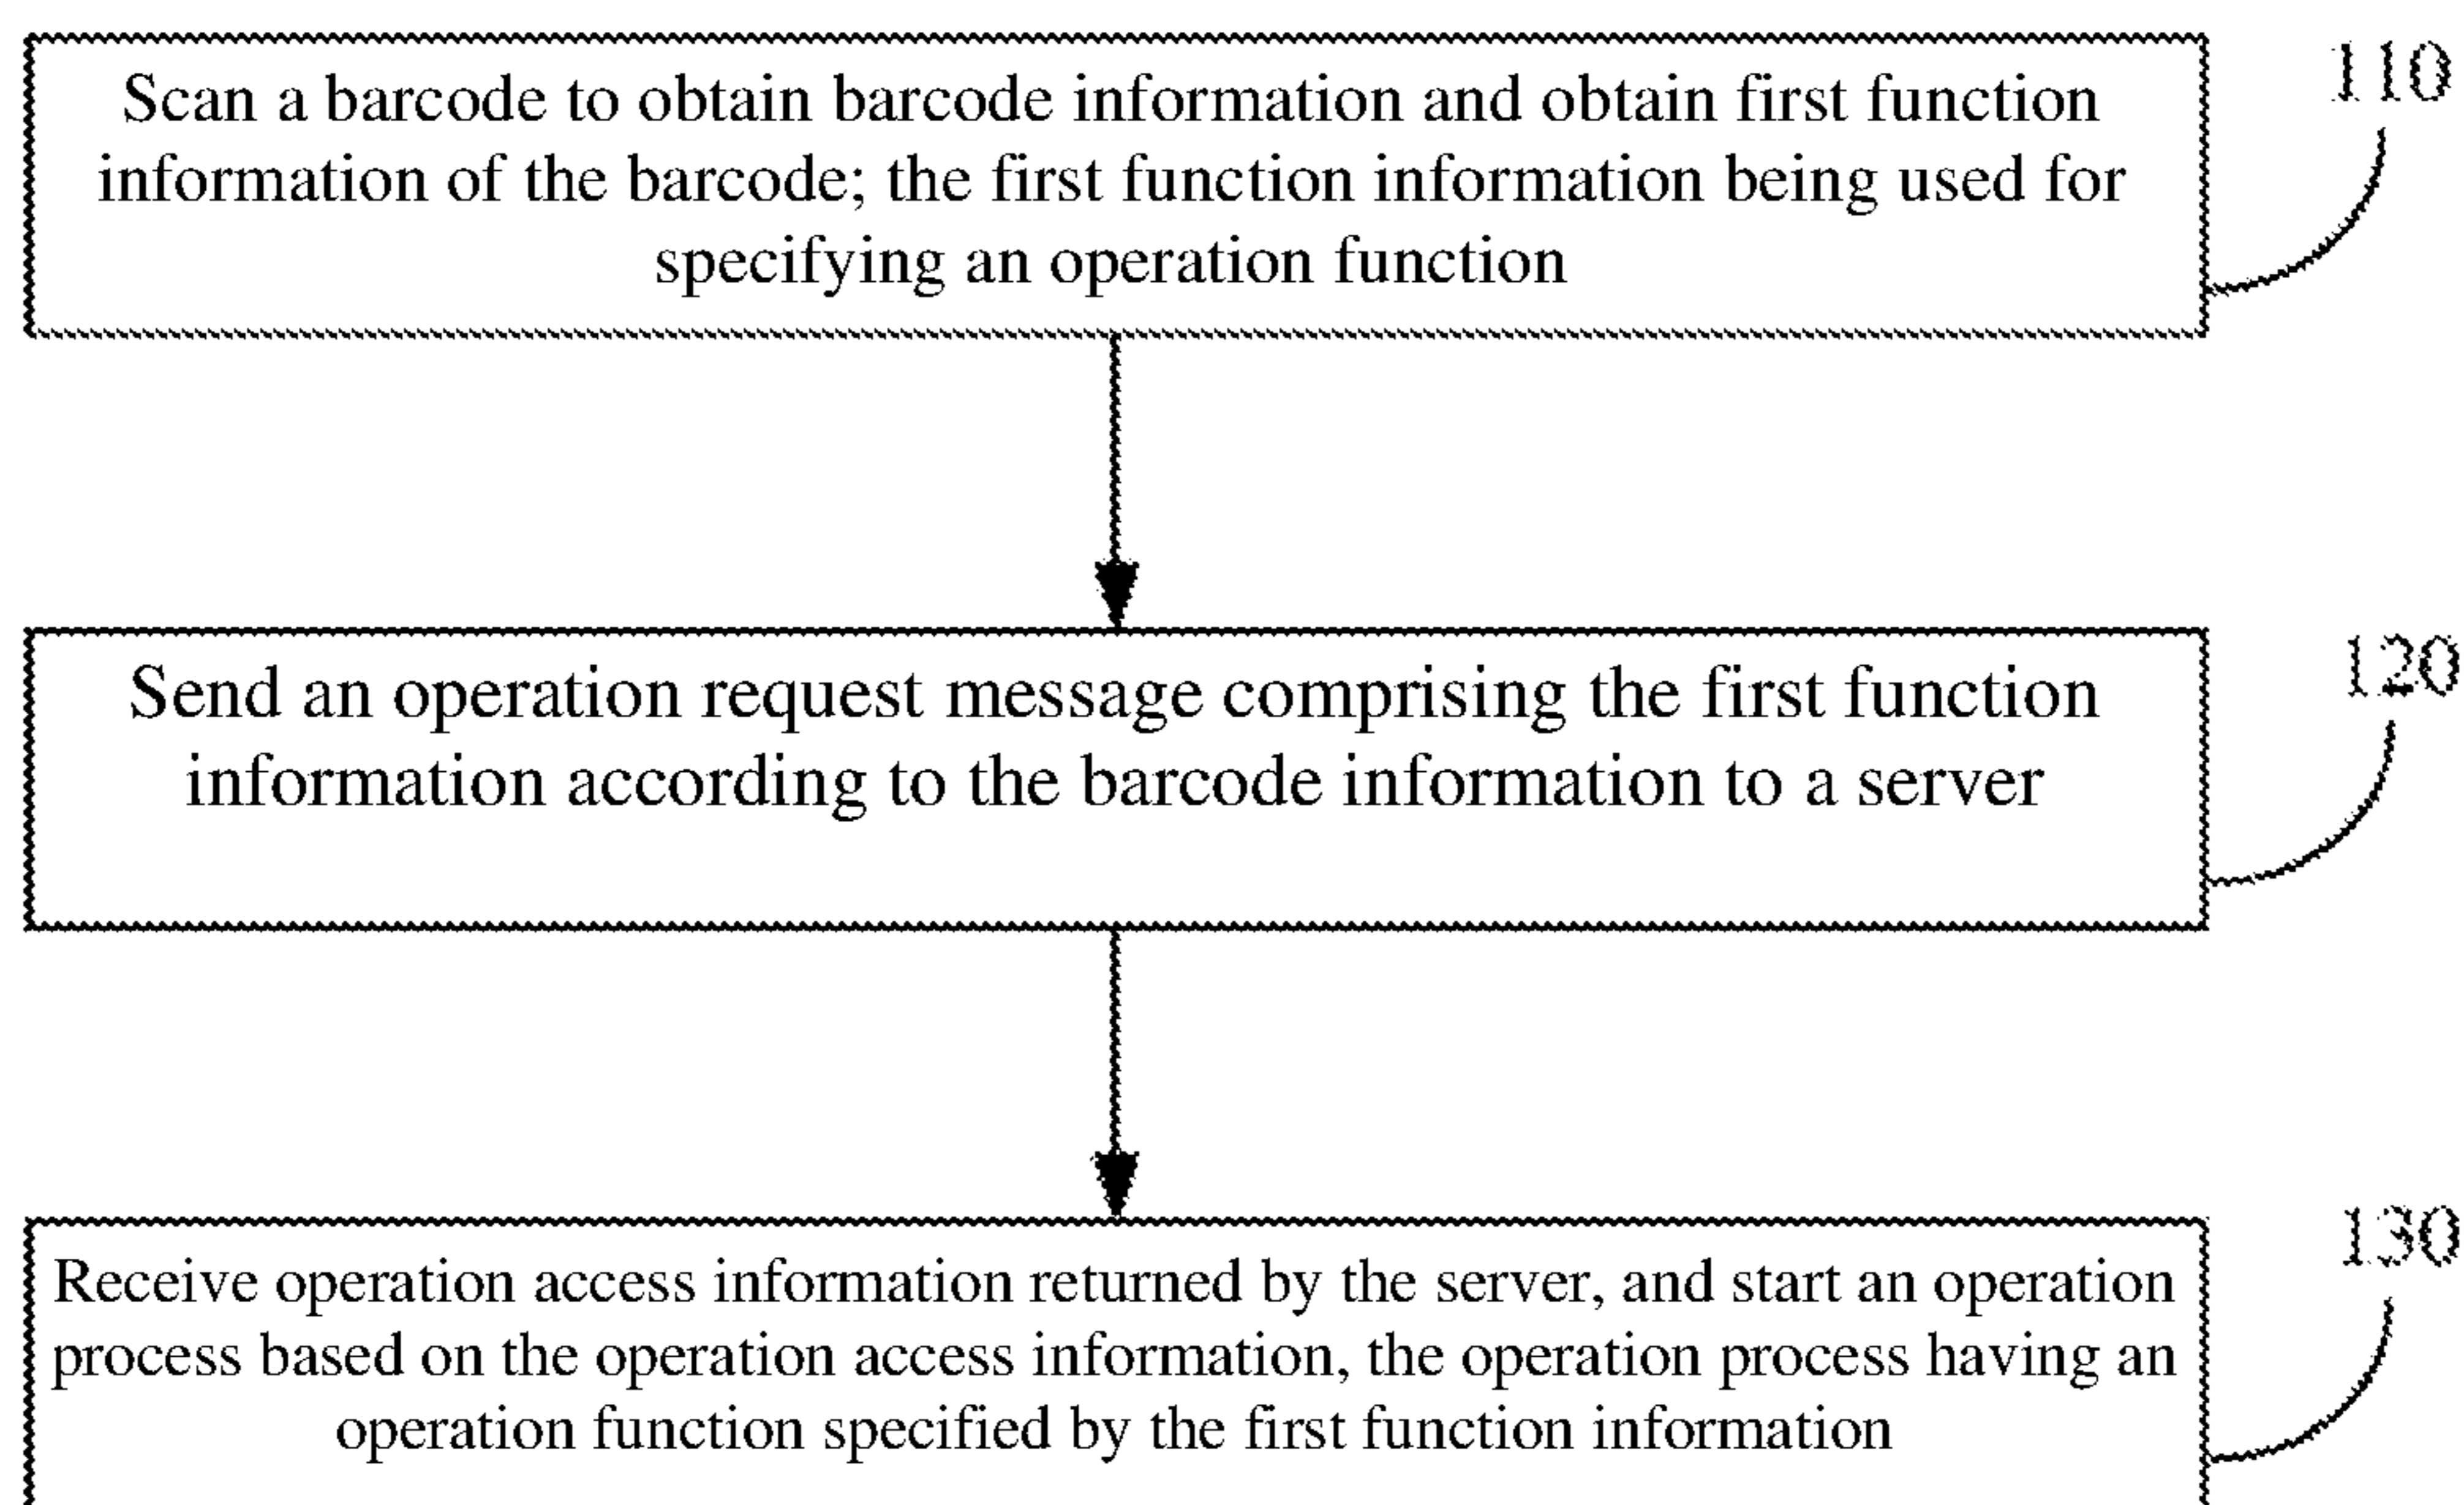 Scan a barcode to obtain barcode information and obtain first function
information of the barcode; the first function information being used for
specifying an operation function
110
Send an operation request message comprising the first function
information according to the barcode information to a server
120
Receive operation access information returned by the server, and start an operation
process based on the operation access information, the operation process having an
operation function specified by the first function information
130